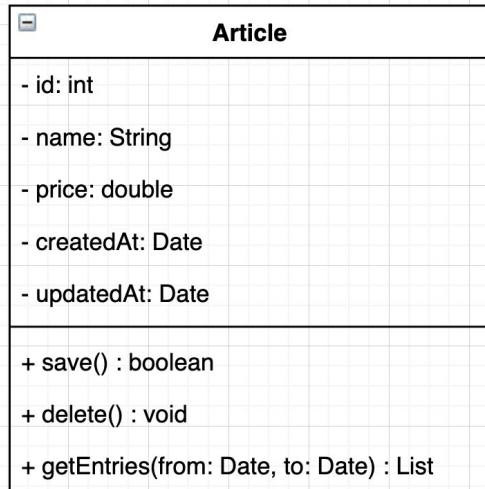 Article
- id: int
- name: String
- price: double
- createdAt: Date
- updatedAt: Date
+ save() : boolean
+ delete() : void
+ getEntries(from: Date, to: Date) : List